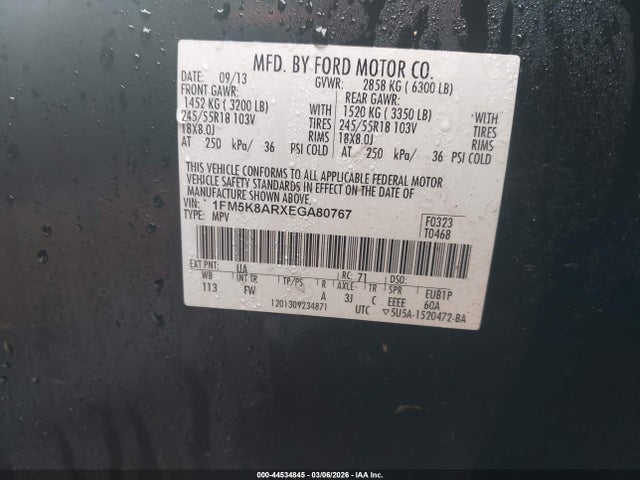 MFD. BY FORD MOTOR CO.
DATE: 09/13 GVWR: 2858 KG ( 6300 LB)
FRONT GAWR: REAR GAWR:
1452 KG ( 3200 LB) WITH 1520 KG ( 3350 LB) WITH
245/55R18 103V TIRES 245/55R18 103V TIRES
18X8.0J RIMS 18X8.0J RIMS
AT 250 kPa/ 36 PSI COLD AT 250 kPa/ 36 PSI COLD
THIS VEHICLE CONFORMS TO ALL APPLICABLE FEDERAL MOTOR
VEHICLE SAFETY STANDARDS IN EFFECT ON THE DATE OF
MANUFACTURE SHOWN ABOVE.
VIN: 1FM5K8ARXEGA80767 F0323
TYPE: MPV T0468
EXT PNT: UA RC: 71 DSO:
WB INT TR TP/PS R AXLE TR SPR EUB1P
113 FW A 3J C EEEE 60A
120130923487I UTC ▽5U5A-1520472-BA
000-44534845 - 03/06/2026 - IAA Inc.